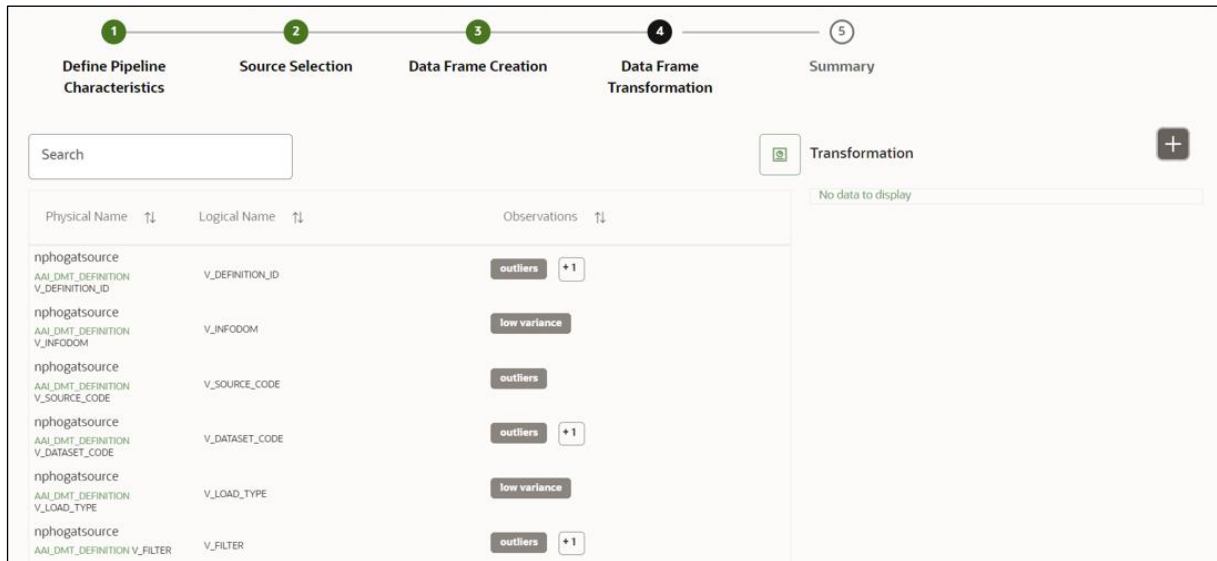 1 2 3 4 5
Define Pipeline Source Selection Data Frame Creation Data Frame Summary
Characteristics Transformation
Search Transformation +
No data to display
Physical Name Logical Name Observations
nphogatsource
AAI_DMT_DEFINITION V_DEFINITION_ID outliers +1
V_DEFINITION_ID
nphogatsource
AAI_DMT_DEFINITION V_INFODOM low variance
V_INFODOM
nphogatsource
AAI_DMT_DEFINITION V_SOURCE_CODE outliers
V_SOURCE_CODE
nphogatsource
AAI_DMT_DEFINITION V_DATASET_CODE outliers +1
V_DATASET_CODE
nphogatsource
AAI_DMT_DEFINITION V_LOAD_TYPE low variance
V_LOAD_TYPE
nphogatsource
AAI_DMT_DEFINITION V_FILTER V_FILTER outliers +1